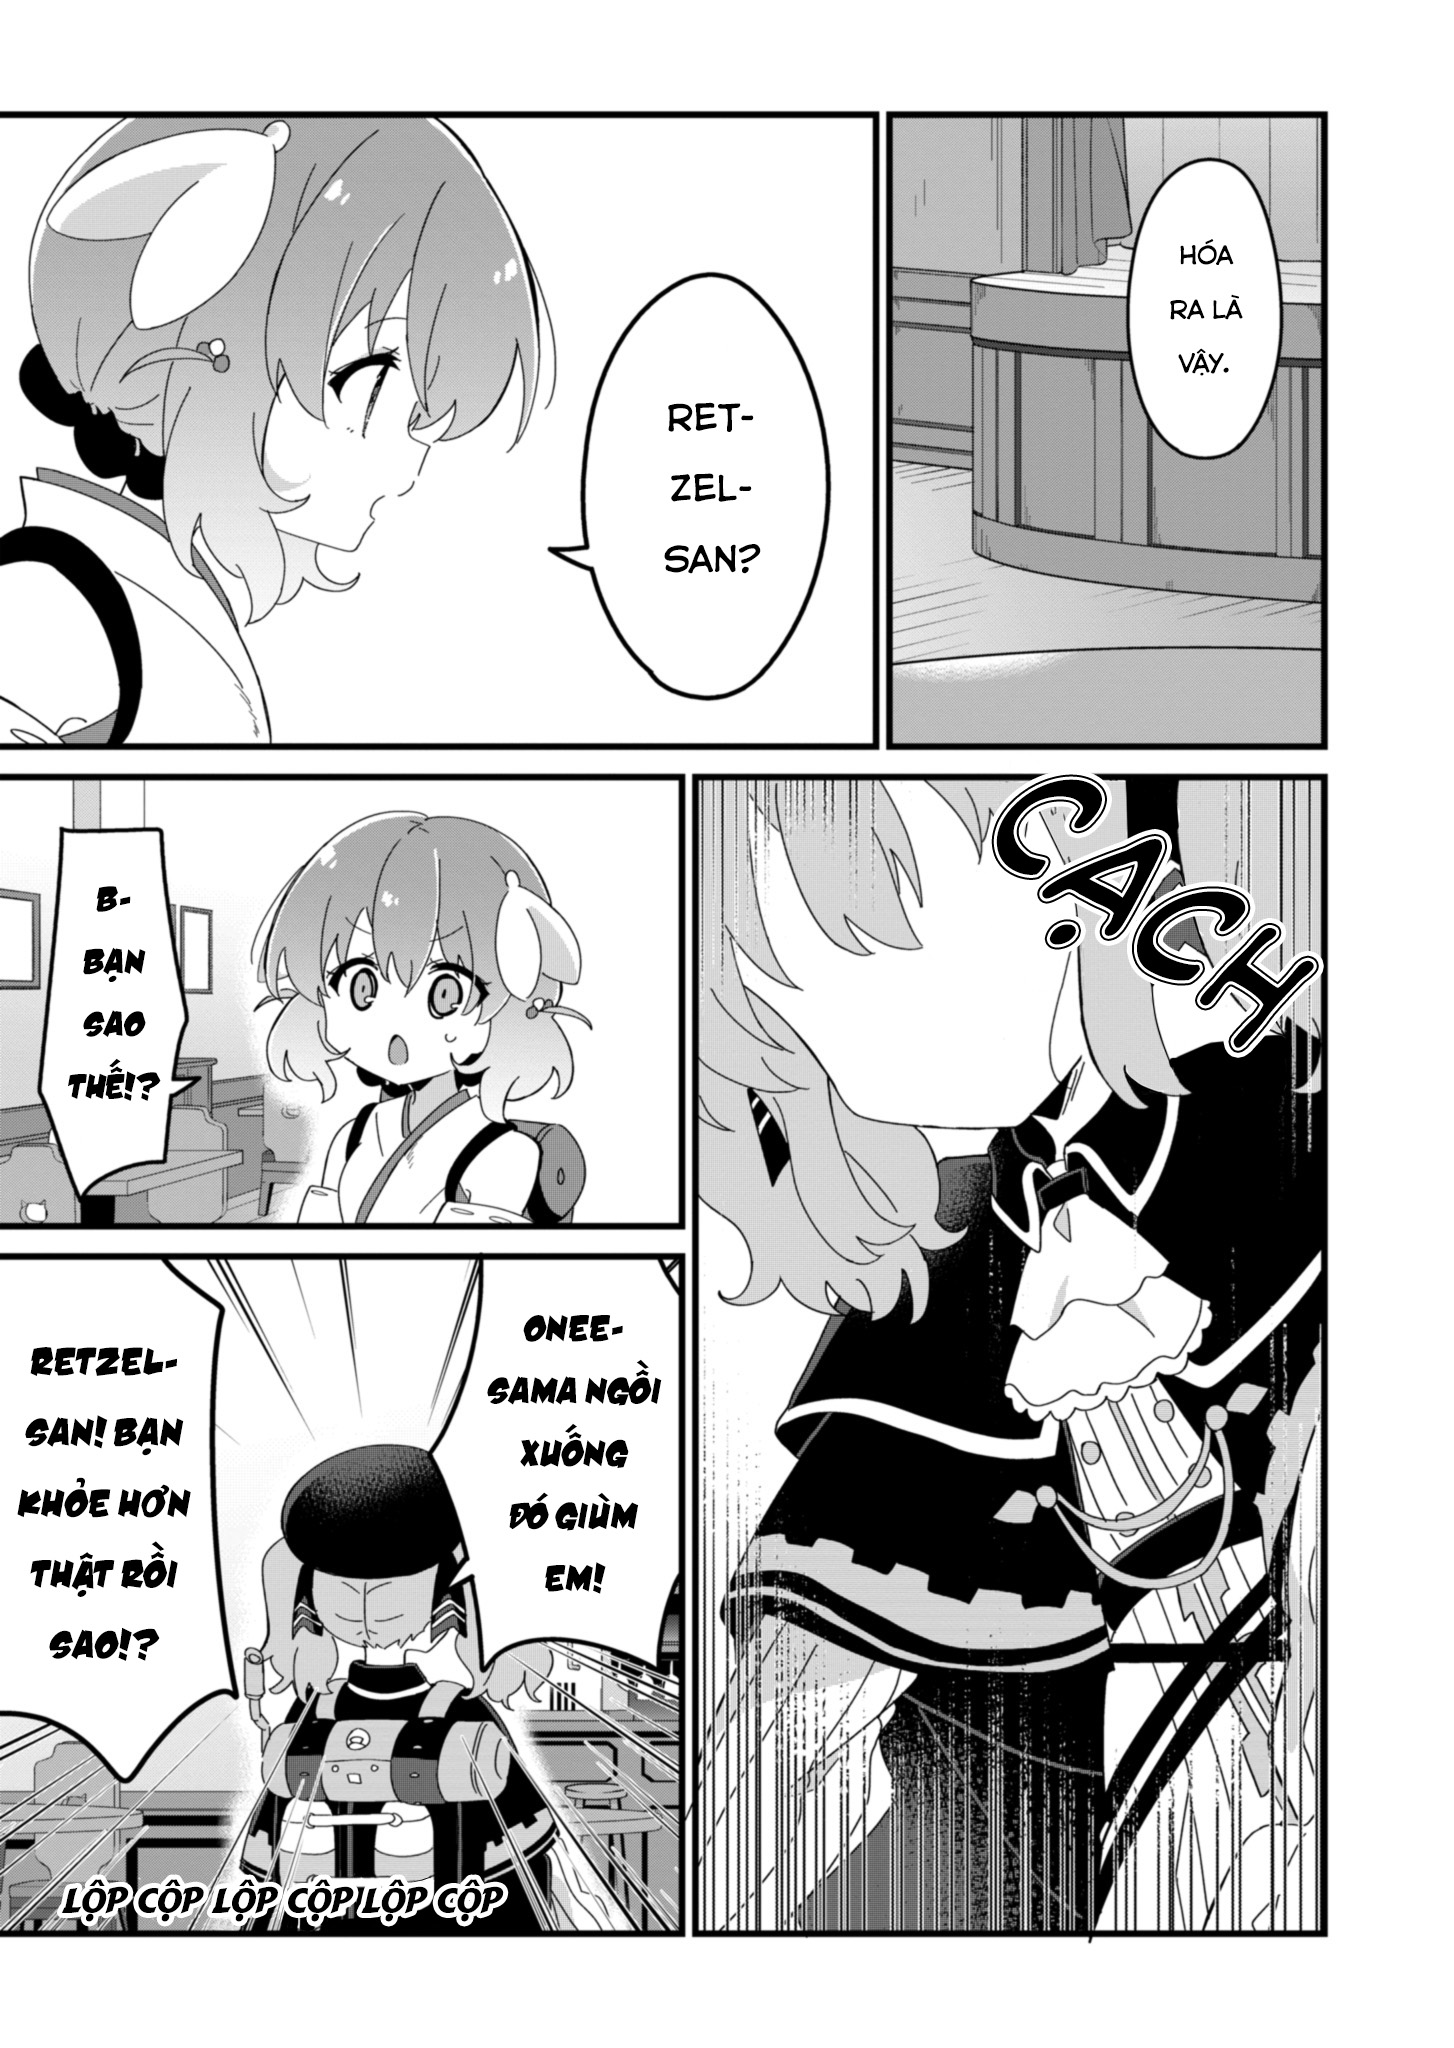 HÓA
RA LÀ
VẬY.
RET-
ZEL-
SAN?
CẠCH
B-
BẠN
SAO
THẾ!?
ONEE-
SAMA NGỒI
XUỐNG
ĐÓ GIÙM
EM!
RETZEL-
SAN! BẠN
KHỎE HƠN
THẬT RỒI
SAO!?
LỘP CỘP LỘP CỘP LỘP CỘP